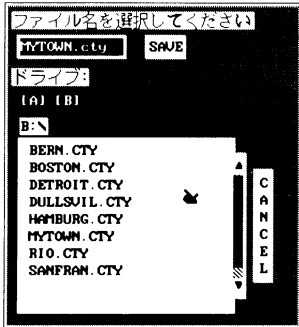 ファイル名を選択してください
MYTOWN.cty SAVE
ドライブ:
[A] [B]
B:\
BERN.CTY
BOSTON.CTY
DETROIT.CTY
DULLSVIL.CTY
HAMBURG.CTY
MYTOWN.CTY
RIO.CTY
SANFRAN.CTY
CANCEL